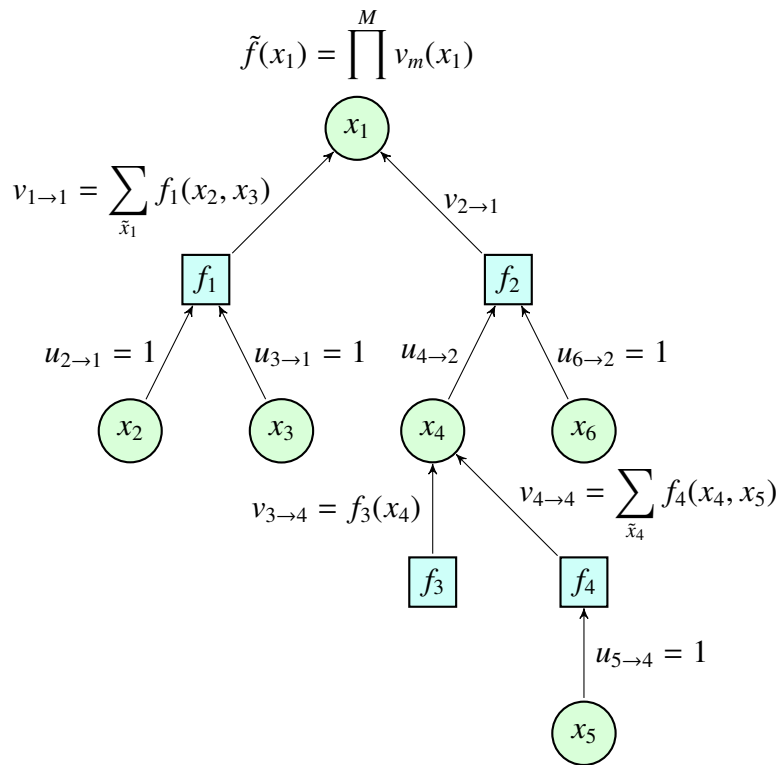 f̃(x₁) = ∏^M v_m(x₁)
x₁
v₁→₁ = ∑_{x̃₁} f₁(x₂, x₃)
v₂→₁
f₁
f₂
u₂→₁ = 1
u₃→₁ = 1
u₄→₂
u₆→₂ = 1
x₂
x₃
x₄
x₆
v₃→₄ = f₃(x₄)
v₄→₄ = ∑_{x̃₄} f₄(x₄, x₅)
f₃
f₄
u₅→₄ = 1
x₅